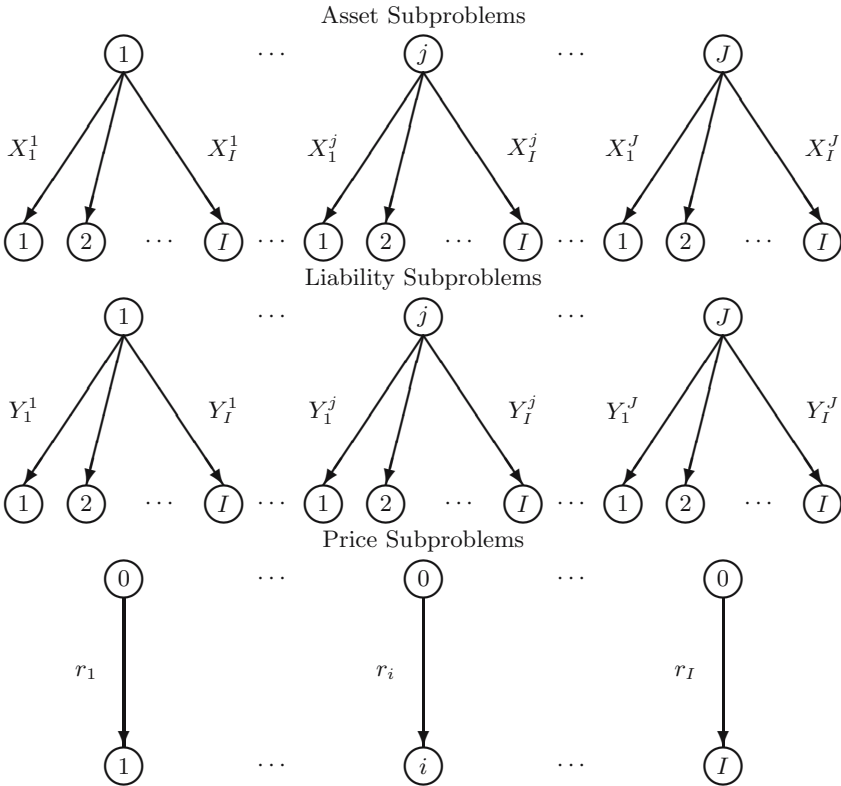 Asset Subproblems
1 ⋯ j ⋯ J
X_1^1 X_I^1 X_1^j X_I^j X_1^J X_I^J
1 2 ⋯ I ⋯ 1 2 ⋯ I ⋯ 1 2 ⋯ I
Liability Subproblems
1 ⋯ j ⋯ J
Y_1^1 Y_I^1 Y_1^j Y_I^j Y_1^J Y_I^J
1 2 ⋯ I ⋯ 1 2 ⋯ I ⋯ 1 2 ⋯ I
Price Subproblems
0 ⋯ 0 ⋯ 0
r_1 r_i r_I
1 ⋯ i ⋯ I